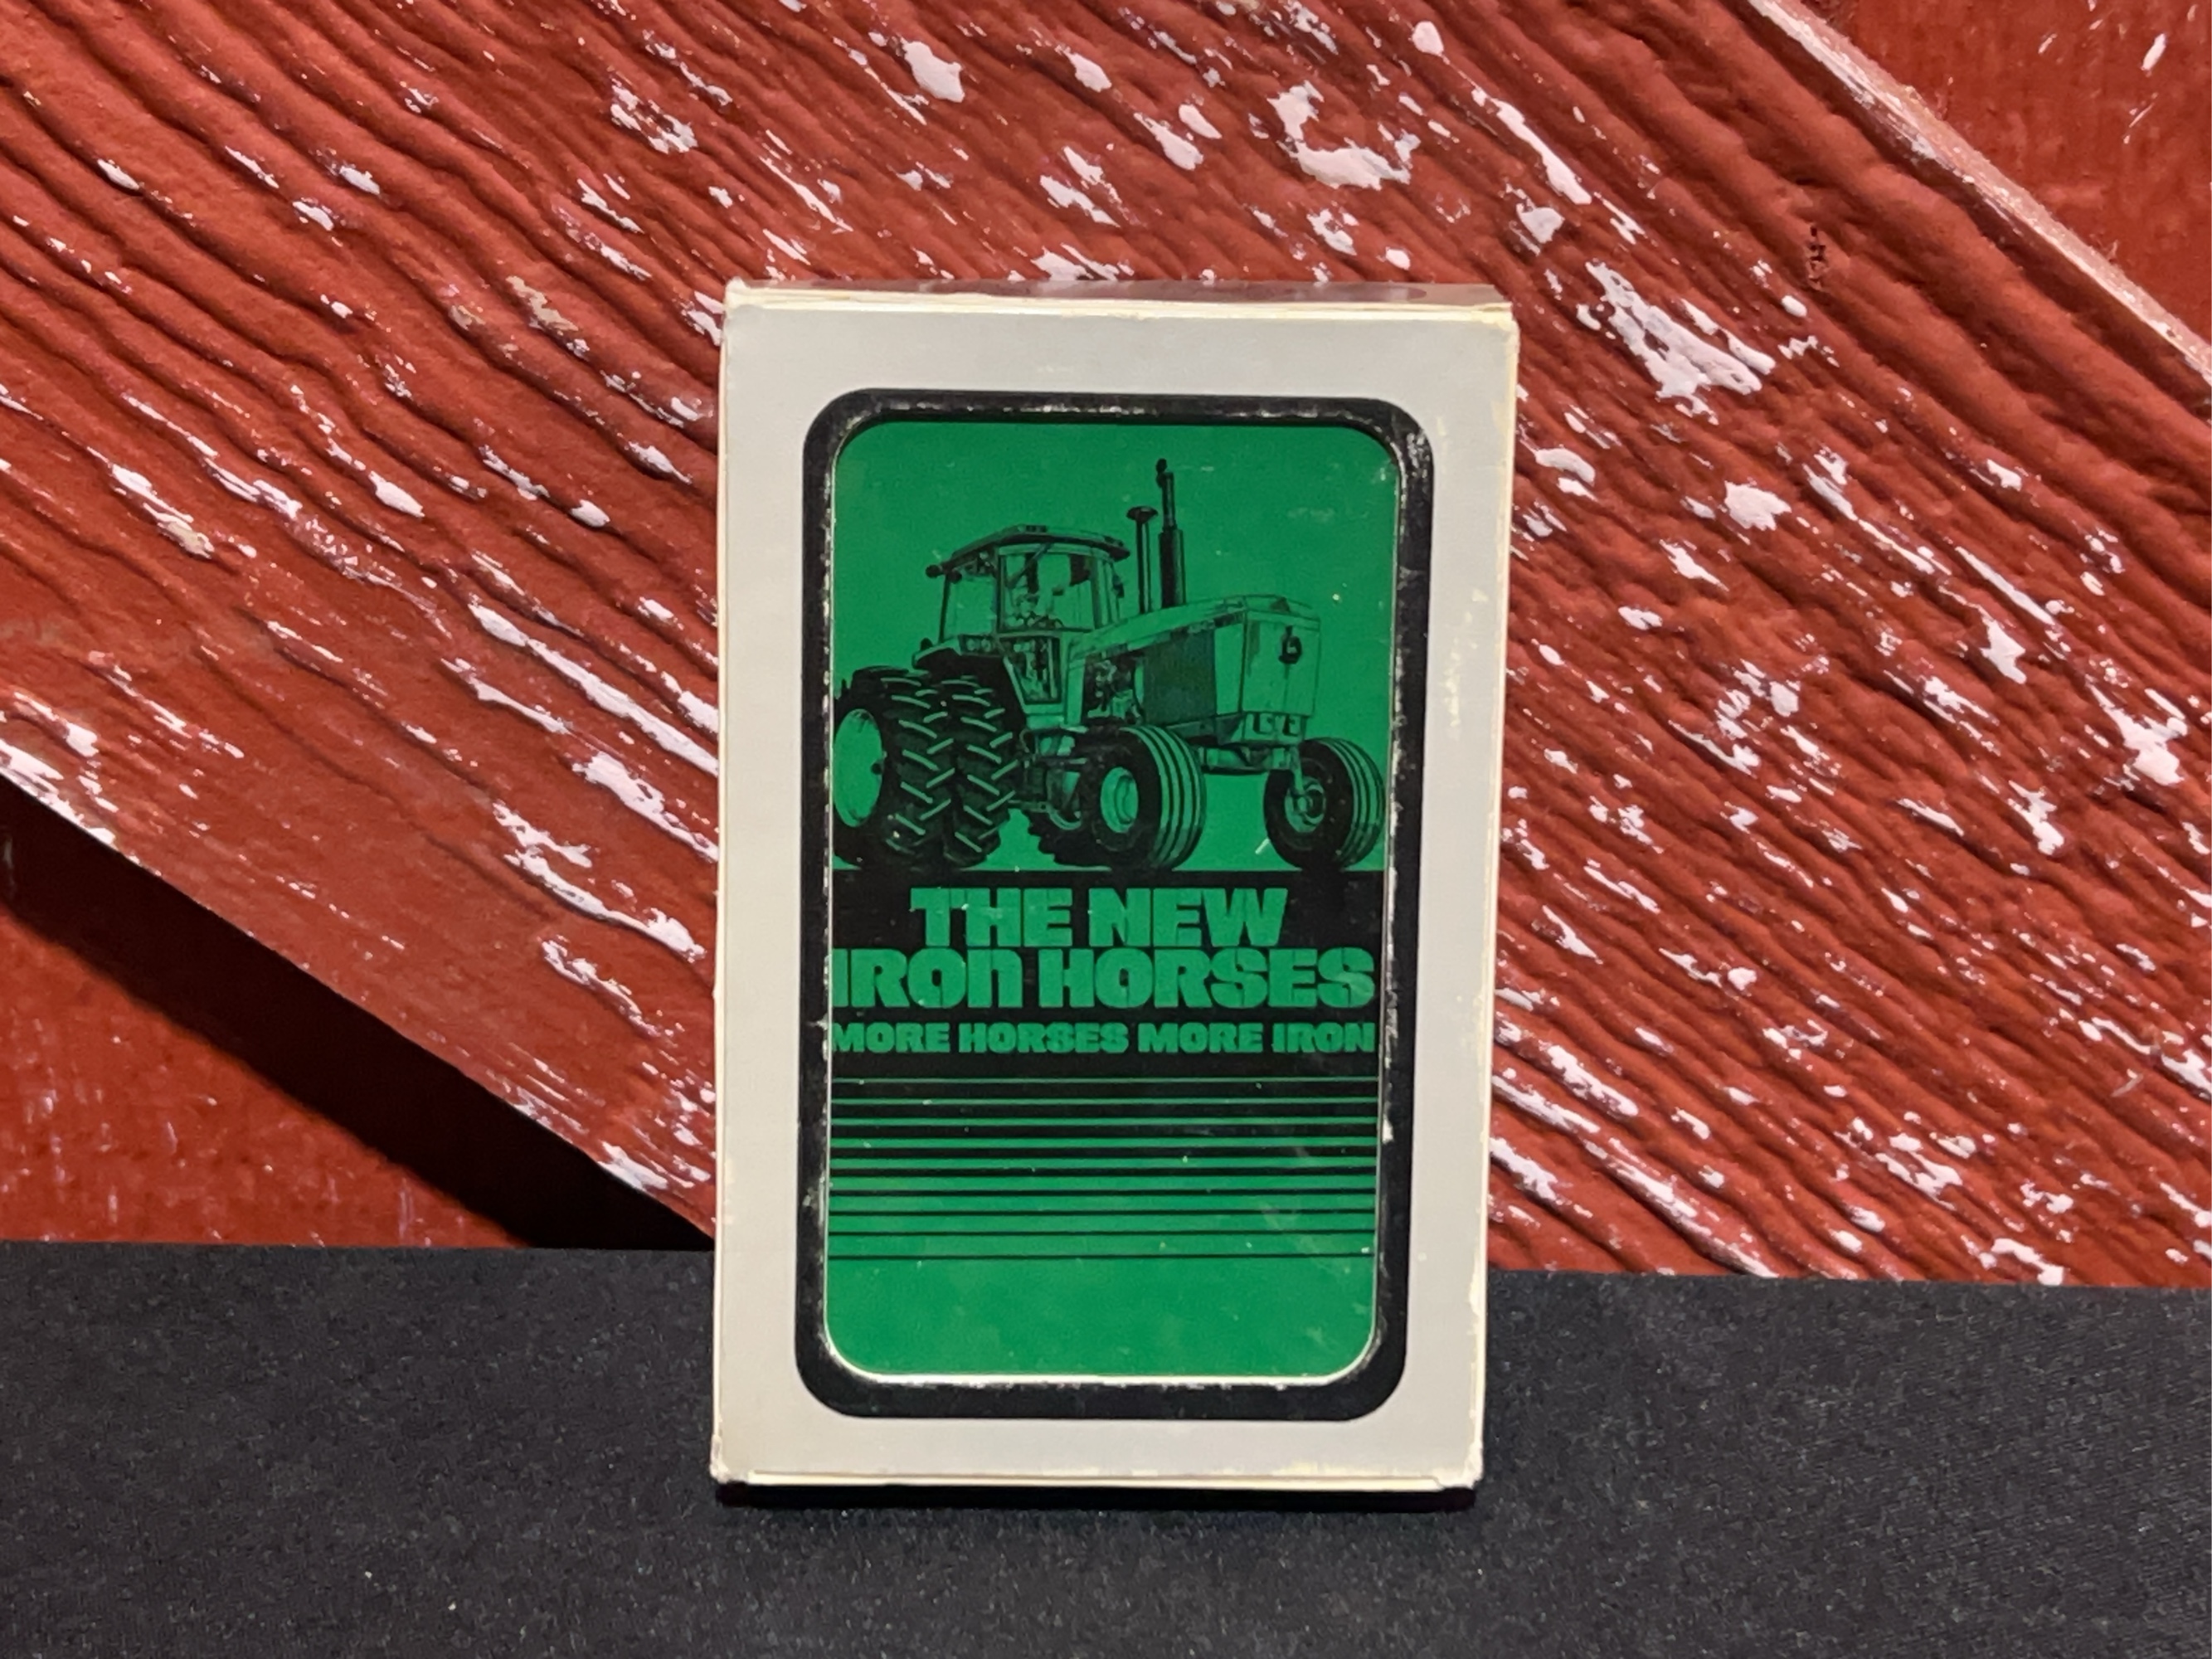 THE NEW
IRON HORSES
MORE HORSES MORE IRON